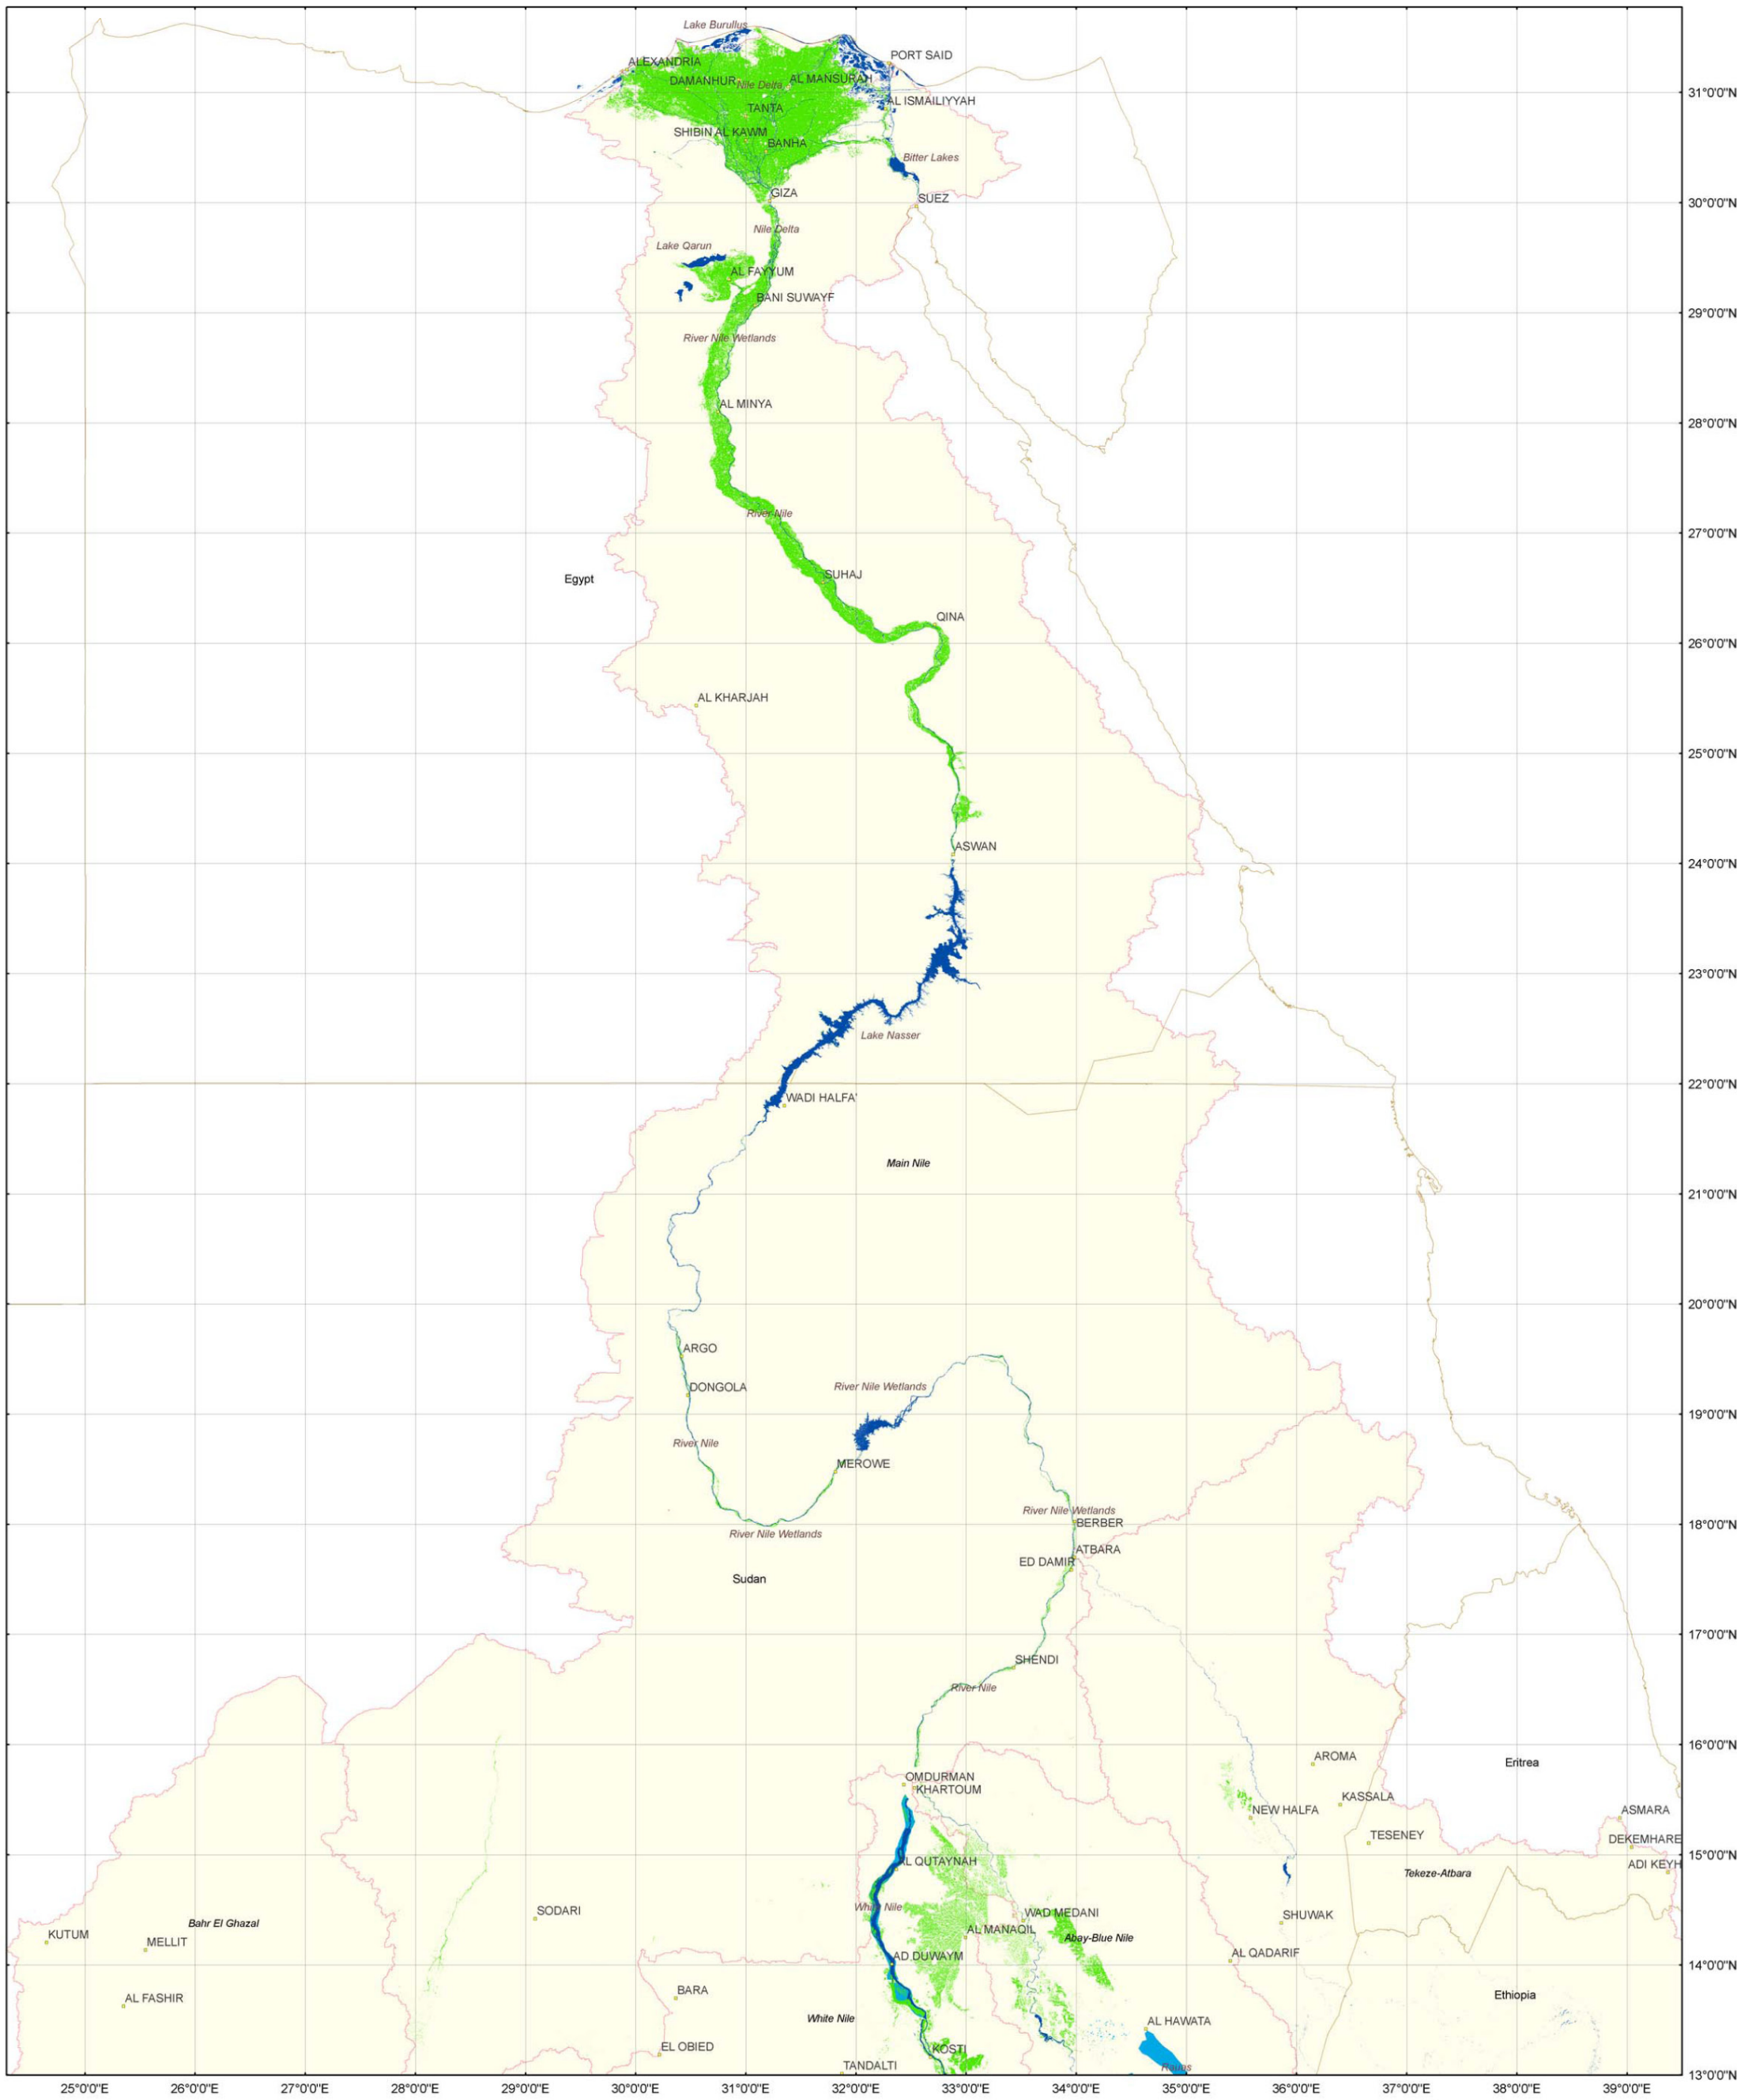 Lake Burullus
PORT SAID
ALEXANDRIA
DAMANHUR
Nile Delta
AL MANSURAH
31°0'0"N
AL ISMAILIYYAH
TANTA
SHIBIN AL KAWM
BANHA
Bitter Lakes
GIZA
SUEZ
30°0'0"N
Nile Delta
Lake Qarun
AL FAYYUM
BANI SUWAYF
29°0'0"N
River Nile Wetlands
AL MINYA
28°0'0"N
River Nile
27°0'0"N
Egypt
SUHAJ
QINA
26°0'0"N
AL KHARJAH
25°0'0"N
ASWAN
24°0'0"N
23°0'0"N
Lake Nasser
22°0'0"N
WADI HALFA'
Main Nile
21°0'0"N
20°0'0"N
ARGO
DONGOLA
River Nile Wetlands
19°0'0"N
River Nile
MEROWE
River Nile Wetlands
BERBER
18°0'0"N
River Nile Wetlands
ATBARA
ED DAMIR
Sudan
17°0'0"N
SHENDI
River Nile
16°0'0"N
AROMA
Eritrea
OMDURMAN
KHARTOUM
KASSALA
NEW HALFA
ASMARA
TESENEY
DEKEMHARE
15°0'0"N
AL QUTAYNAH
ADI KEYH
Tekeze-Atbara
White Nile
SODARI
WAD MEDANI
SHUWAK
Bahr El Ghazal
AL MANAQIL
KUTUM
Abay-Blue Nile
MELLIT
AD DUWAYM
AL QADARIF
14°0'0"N
BARA
Ethiopia
AL FASHIR
White Nile
AL HAWATA
EL OBIED
KOSTI
TANDALTI
Rahas
13°0'0"N
25°0'0"E
26°0'0"E
27°0'0"E
28°0'0"E
29°0'0"E
30°0'0"E
31°0'0"E
32°0'0"E
33°0'0"E
34°0'0"E
35°0'0"E
36°0'0"E
37°0'0"E
38°0'0"E
39°0'0"E